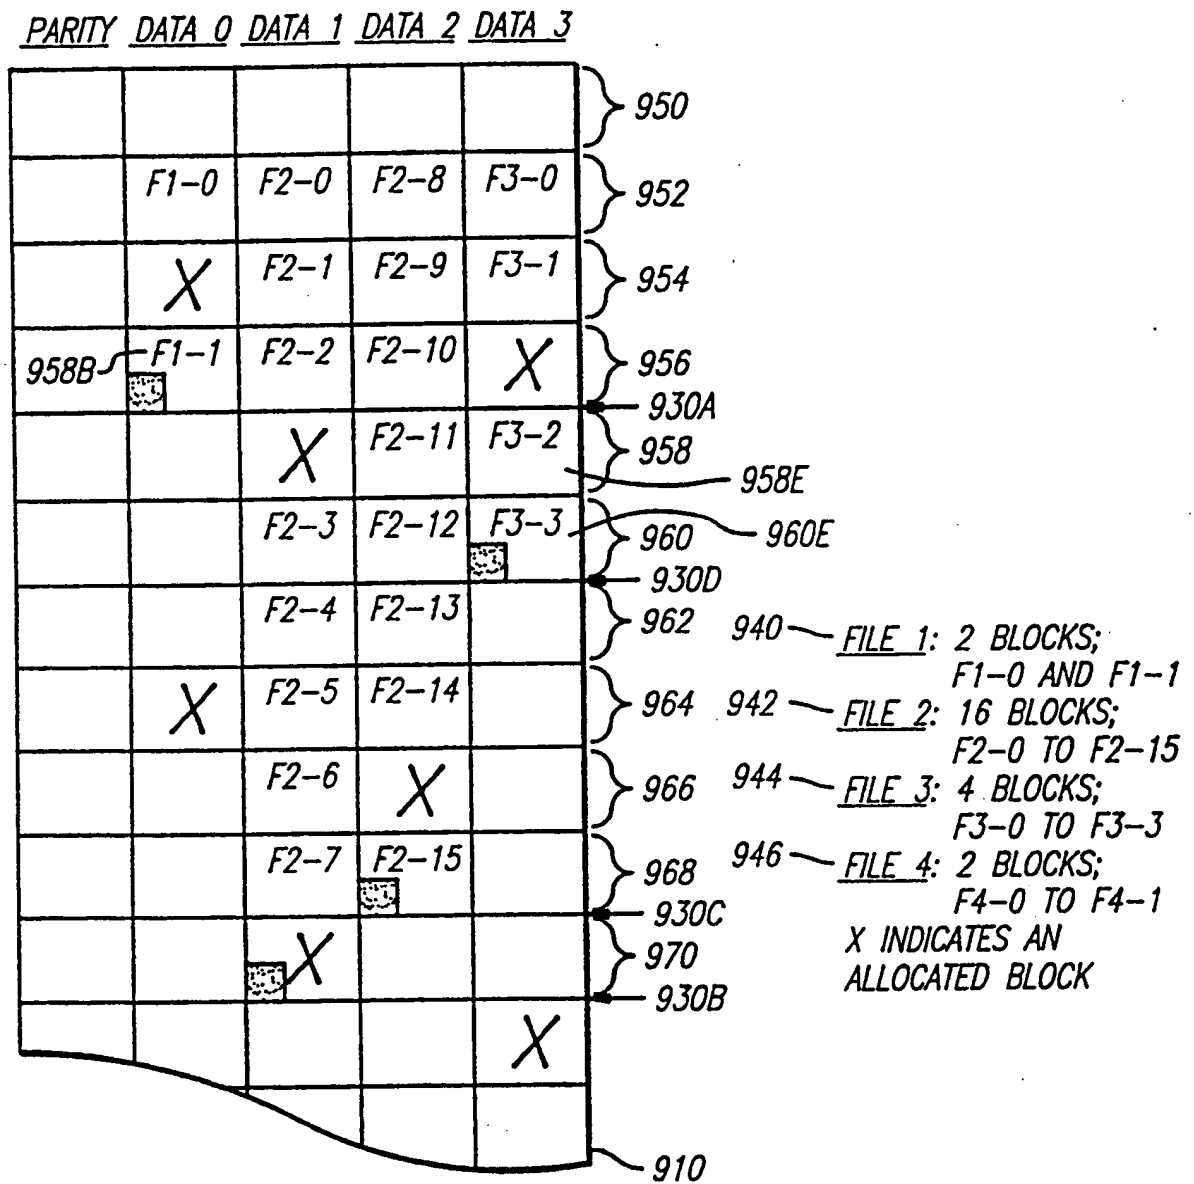 PARITY DATA 0 DATA 1 DATA 2 DATA 3
950
F1-0 F2-0 F2-8 F3-0 952
X F2-1 F2-9 F3-1 954
958B F1-1 F2-2 F2-10 X 956
930A
X F2-11 F3-2 958
958E
F2-3 F2-12 F3-3 960 960E
930D
F2-4 F2-13 962
X F2-5 F2-14 964
F2-6 X 966
F2-7 F2-15 968
930C
X 970
930B
X
910
940 FILE 1: 2 BLOCKS;
F1-0 AND F1-1
942 FILE 2: 16 BLOCKS;
F2-0 TO F2-15
944 FILE 3: 4 BLOCKS;
F3-0 TO F3-3
946 FILE 4: 2 BLOCKS;
F4-0 TO F4-1
X INDICATES AN
ALLOCATED BLOCK